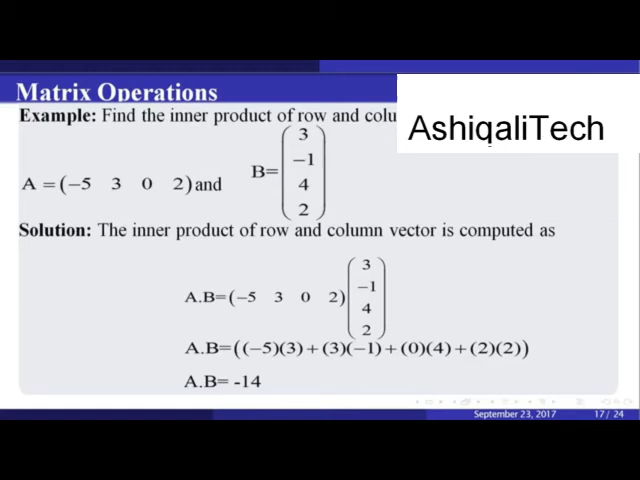 Matrix Operations
Example: Find the inner product of row and colu
AshiqaliTech
A = (−5 3 0 2) and B= (3 −1 4 2)
Solution: The inner product of row and column vector is computed as
A.B=(−5 3 0 2) (3 −1 4 2)
A.B=((−5)(3)+(3)(−1)+(0)(4)+(2)(2))
A.B= -14
September 23, 2017 17 / 24